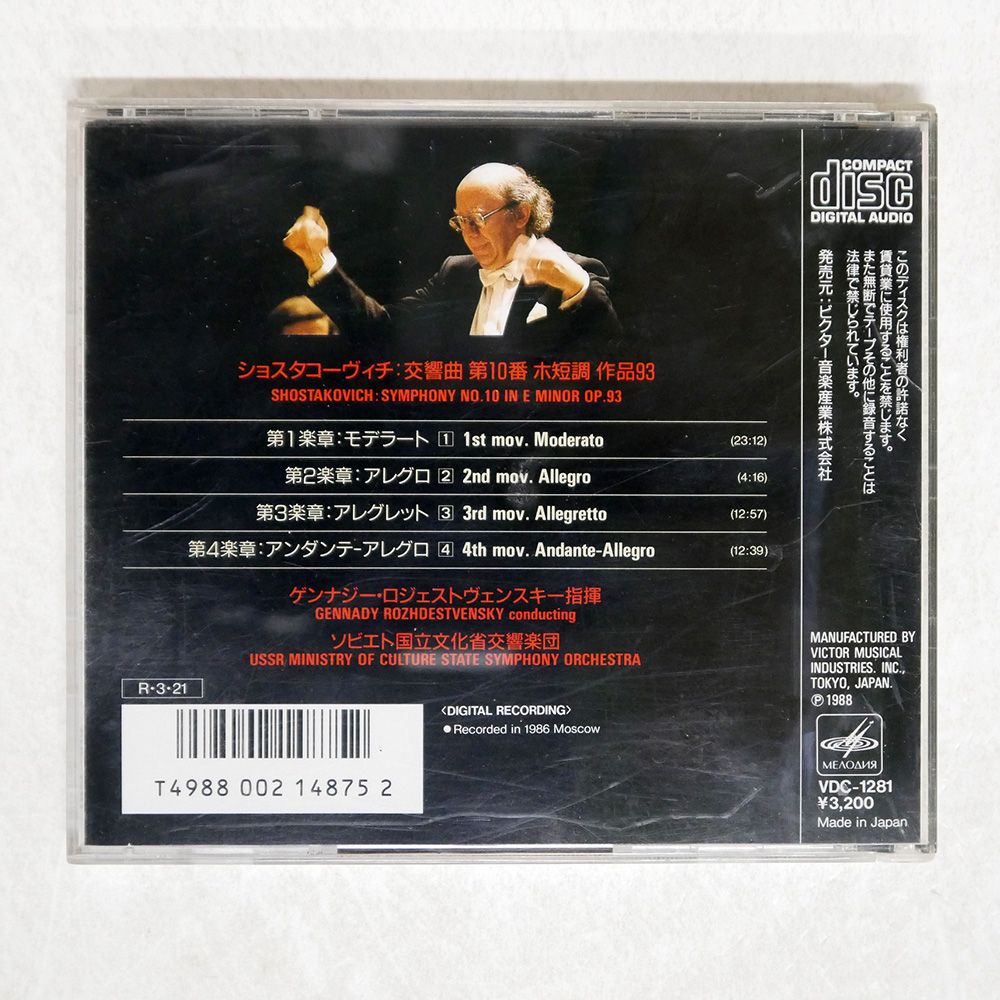 ショスタコーヴィチ：交響曲 第10番 ホ短調 作品93
SHOSTAKOVICH: SYMPHONY NO.10 IN E MINOR OP.93
第1楽章：モデラート 1 1st mov. Moderato (23:12)
第2楽章：アレグロ 2 2nd mov. Allegro (4:16)
第3楽章：アレグレット 3 3rd mov. Allegretto (12:57)
第4楽章：アンダンテ-アレグロ 4 4th mov. Andante-Allegro (12:39)
ゲンナジー・ロジェストヴェンスキー指揮
GENNADY ROZHDESTVENSKY conducting
ソビエト国立文化省交響楽団
USSR MINISTRY OF CULTURE STATE SYMPHONY ORCHESTRA
R・3・21
〈DIGITAL RECORDING〉
●Recorded in 1986 Moscow
T4988 002 14875 2
COMPACT
disc
DIGITAL AUDIO
このディスクは権利者の許諾なく
賃貸業に使用することを禁じます。
また無断でテープその他に録音することは
法律で禁じられています。
発売元：ビクター音楽産業株式会社
MANUFACTURED BY
VICTOR MUSICAL
INDUSTRIES. INC.,
TOKYO, JAPAN.
Ⓟ1988
МЕЛОДИЯ
VDC-1281
¥3,200
Made in Japan